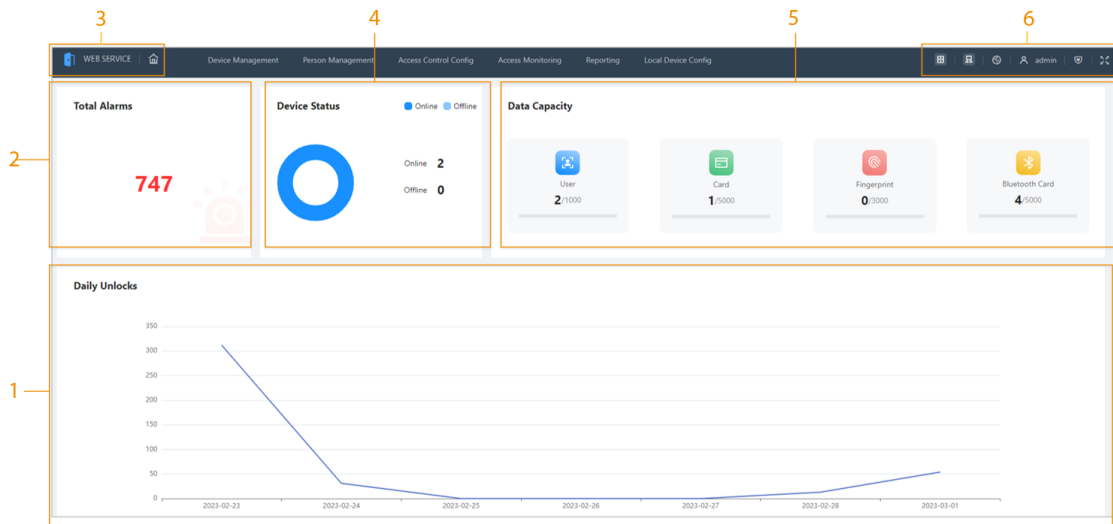 3
4
5
6
WEB SERVICE
Device Management Person Management Access Control Config Access Monitoring Reporting Local Device Config
admin
2
Total Alarms
747
Device Status
Online Offline
Online 2
Offline 0
Data Capacity
User
2/1000
Card
1/5000
Fingerprint
0/3000
Bluetooth Card
4/5000
1
Daily Unlocks
350
300
250
200
150
100
50
0
2023-02-23 2023-02-24 2023-02-25 2023-02-26 2023-02-27 2023-02-28 2023-03-01